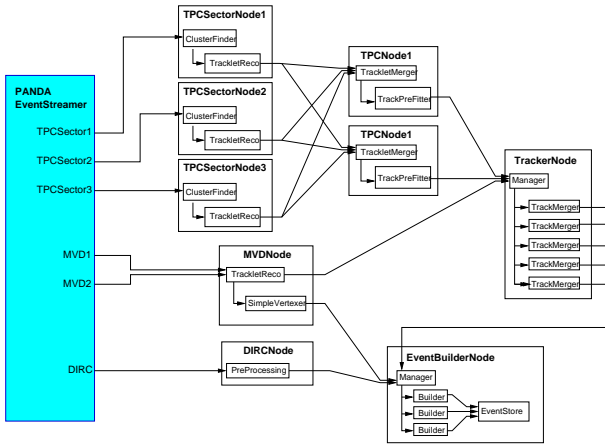 PANDA
EventStreamer
TPCSector1
TPCSector2
TPCSector3
MVD1
MVD2
DIRC
TPCSectorNode1
ClusterFinder
TrackletReco
TPCSectorNode2
ClusterFinder
TrackletReco
TPCSectorNode3
ClusterFinder
TrackletReco
MVDNode
TrackletReco
SimpleVertexer
DIRCNode
PreProcessing
TPCNode1
TrackletMerger
TrackPreFitter
TPCNode1
TrackletMerger
TrackPreFitter
TrackerNode
Manager
TrackMerger
TrackMerger
TrackMerger
TrackMerger
TrackMerger
EventBuilderNode
Manager
Builder
Builder
Builder
EventStore